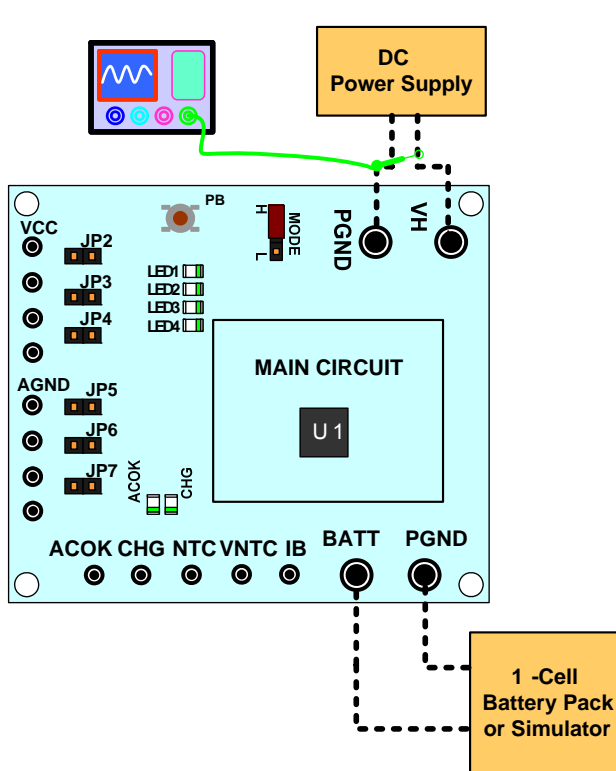 DC
Power Supply
PB
VCC
H
MODE
L
PGND
VH
JP2
LED1
LED2
JP3
LED3
JP4
LED4
MAIN CIRCUIT
AGND
JP5
U 1
JP6
JP7
ACOK
CHG
BATT PGND
ACOK CHG NTC VNTC IB
1 -Cell
Battery Pack
or Simulator